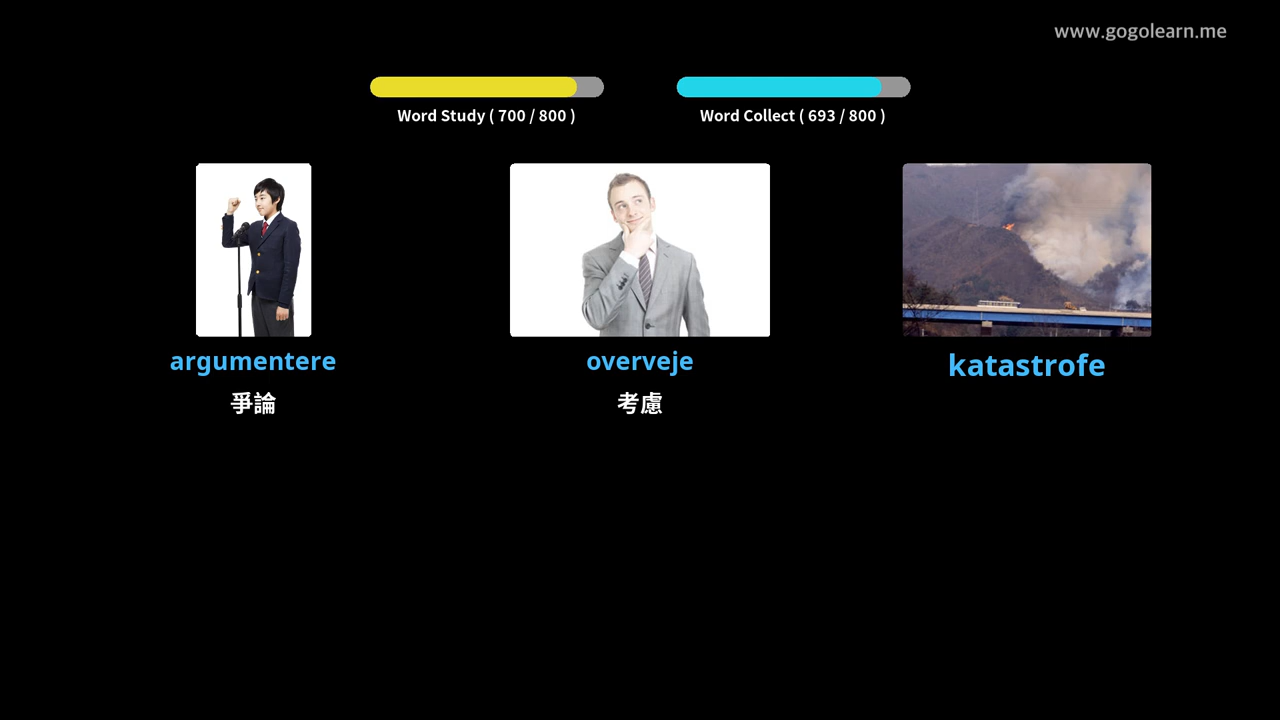 www.gogolearn.me
Word Study ( 700 / 800 )
Word Collect ( 693 / 800 )
argumentere
爭論
overveje
考慮
katastrofe